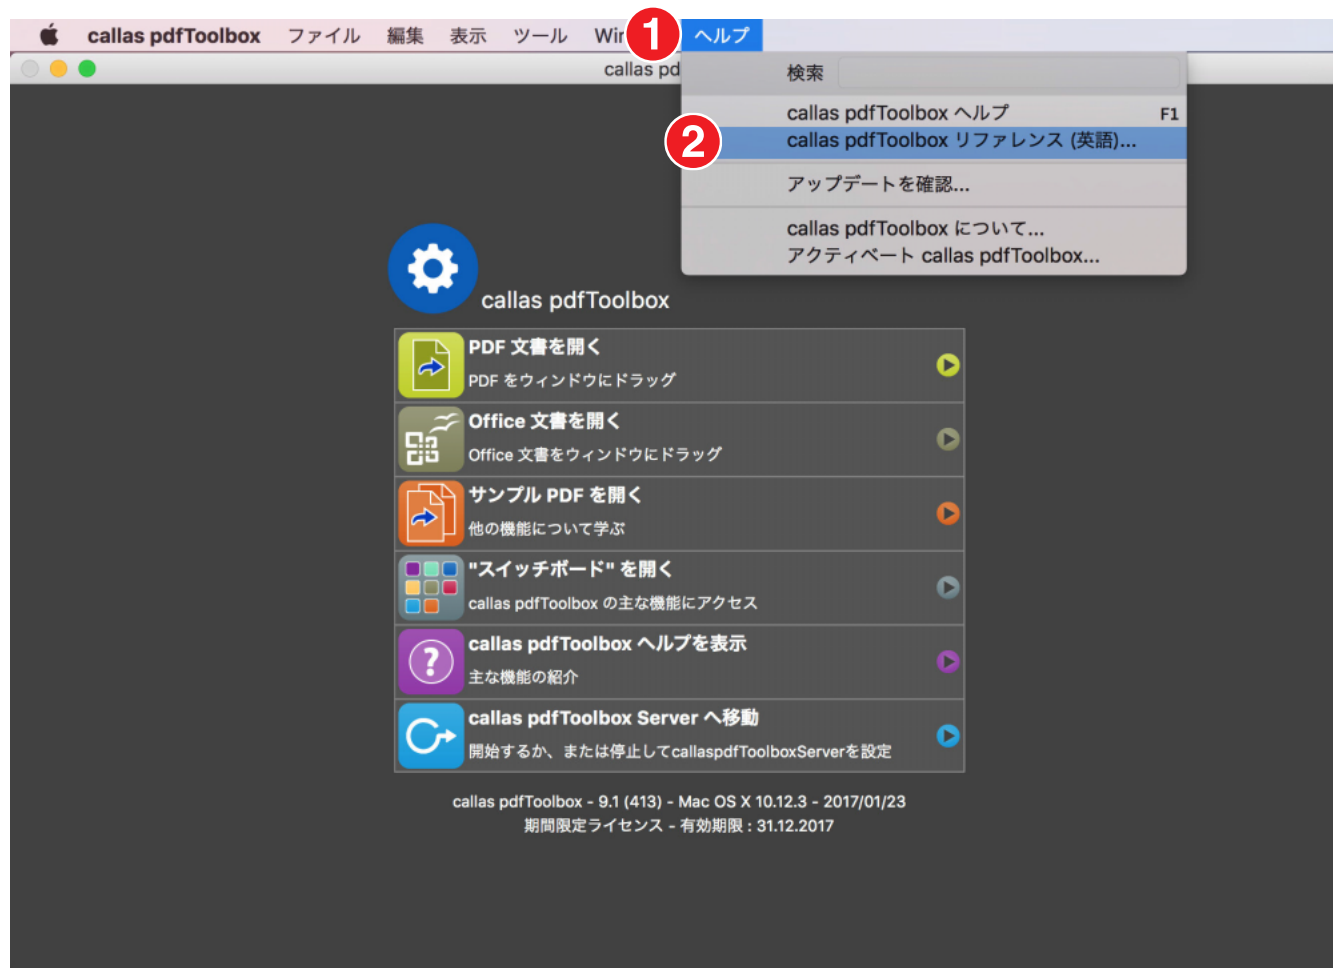 callas pdfToolbox ファイル 編集 表示 ツール Wi 1 ヘルプ
callas pd
検索
callas pdfToolbox ヘルプ F1
2 callas pdfToolbox リファレンス (英語)...
アップデートを確認...
callas pdfToolbox について...
アクティベート callas pdfToolbox...
callas pdfToolbox
PDF 文書を開く
PDF をウィンドウにドラッグ
Office 文書を開く
Office 文書をウィンドウにドラッグ
サンプル PDF を開く
他の機能について学ぶ
"スイッチボード" を開く
callas pdfToolbox の主な機能にアクセス
callas pdfToolbox ヘルプを表示
主な機能の紹介
callas pdfToolbox Server へ移動
開始するか、または停止してcallaspdfToolboxServerを設定
callas pdfToolbox - 9.1 (413) - Mac OS X 10.12.3 - 2017/01/23
期間限定ライセンス - 有効期限 : 31.12.2017